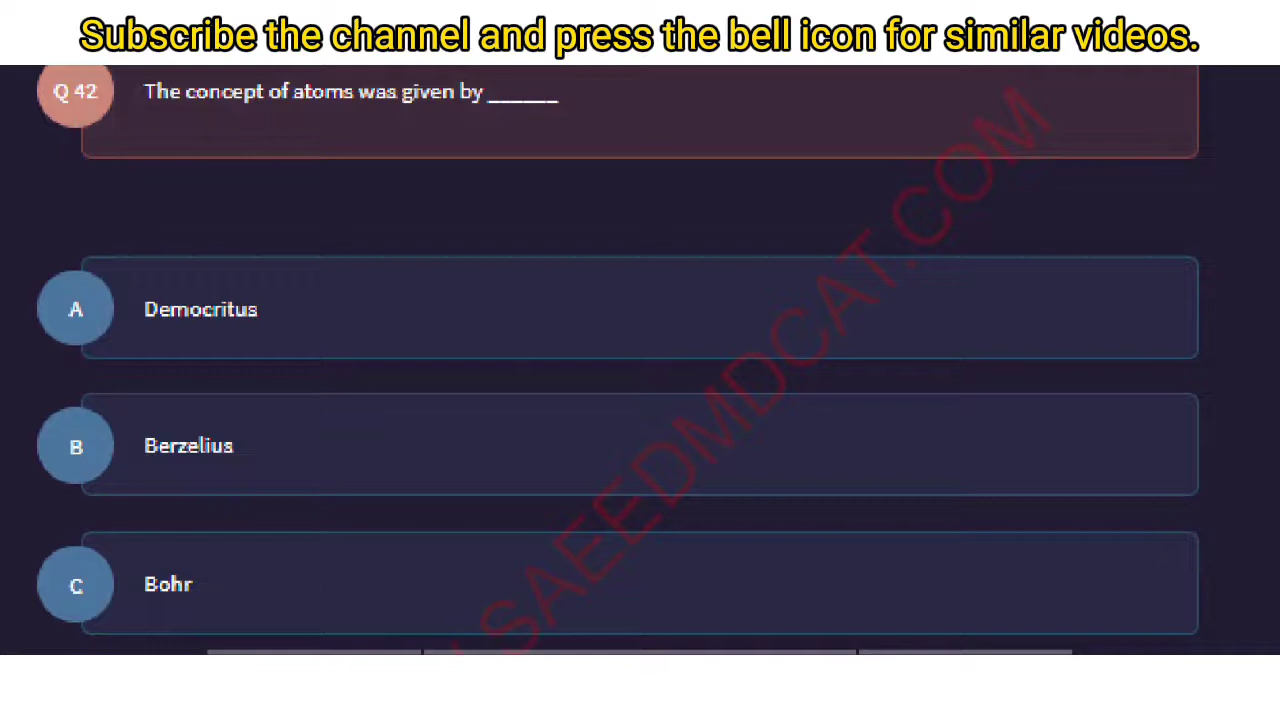 Subscribe the channel and press the bell icon for similar videos.
Q 42
The concept of atoms was given by ______
A
Democritus
B
Berzelius
C
Bohr
SAEEDMDCAT.COM